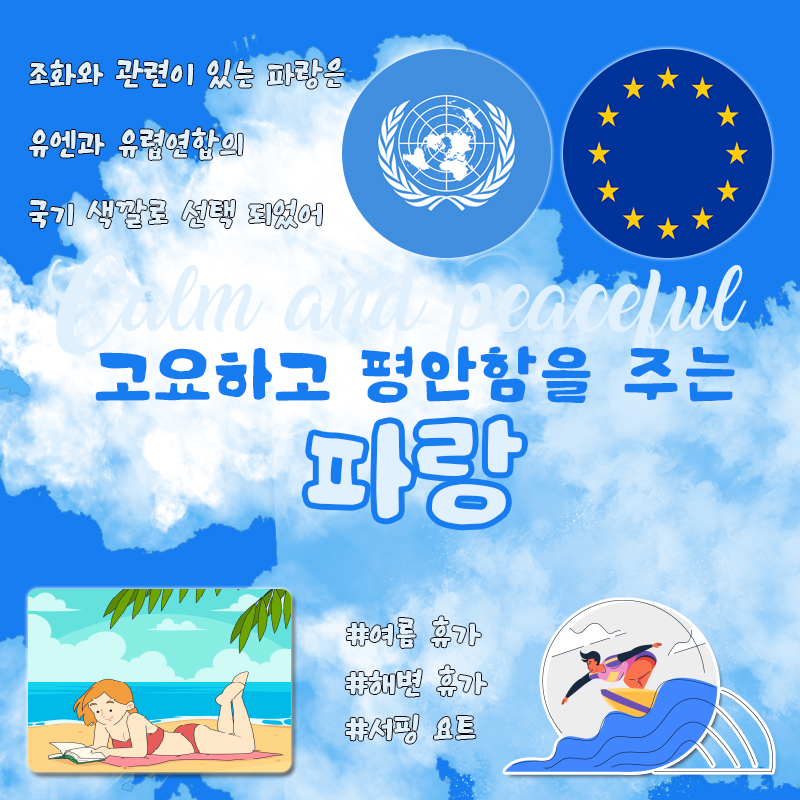 조화와 관련이 있는 파랑은
유엔과 유럽연합의
국기 색깔로 선택 되었어
Calm and peaceful
고요하고 평안함을 주는
파랑
#여름 휴가
#해변 휴가
#서핑 요트